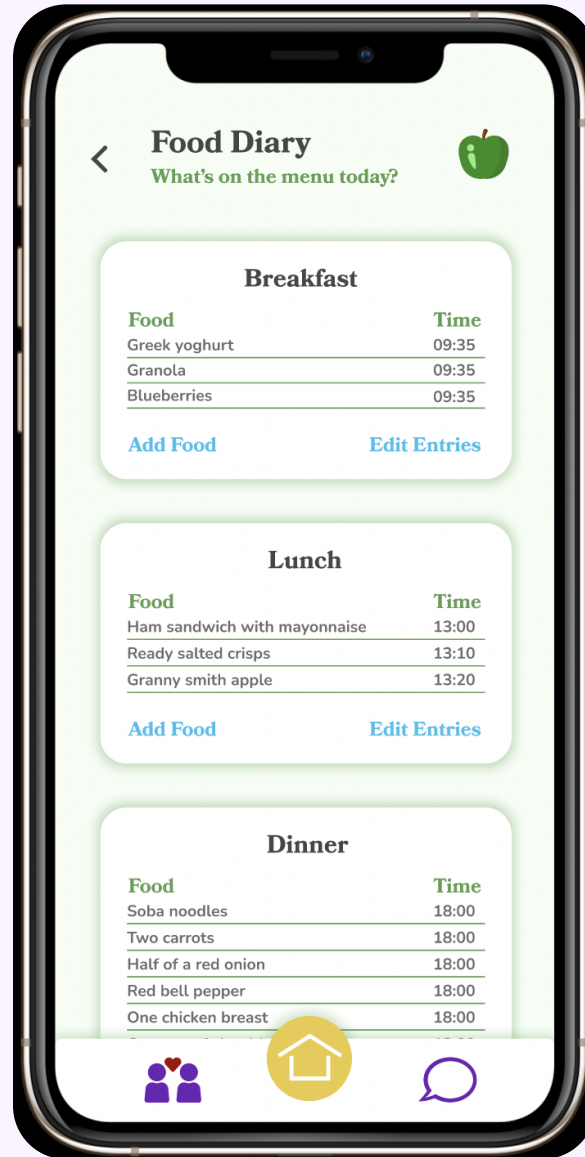 Food Diary
What's on the menu today?
Breakfast
Food Time
Greek yoghurt 09:35
Granola 09:35
Blueberries 09:35
Add Food Edit Entries
Lunch
Food Time
Ham sandwich with mayonnaise 13:00
Ready salted crisps 13:10
Granny smith apple 13:20
Add Food Edit Entries
Dinner
Food Time
Soba noodles 18:00
Two carrots 18:00
Half of a red onion 18:00
Red bell pepper 18:00
One chicken breast 18:00